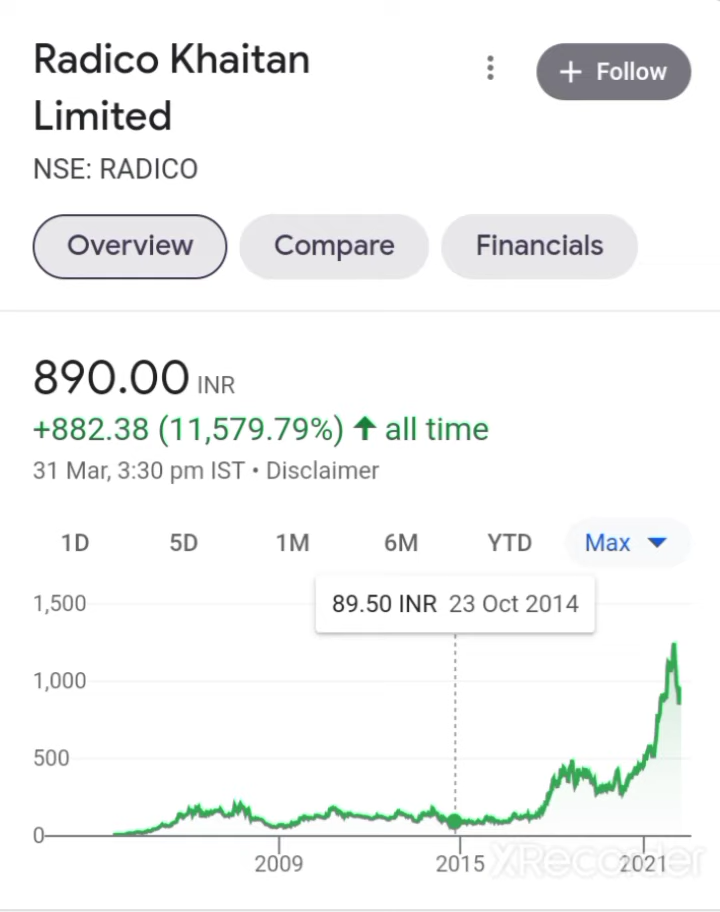 Radico Khaitan
Limited
+ Follow
NSE: RADICO
Overview
Compare
Financials
890.00 INR
+882.38 (11,579.79%) ↑ all time
31 Mar, 3:30 pm IST • Disclaimer
1D 5D 1M 6M YTD Max
89.50 INR 23 Oct 2014
1,500
1,000
500
0
2009 2015 2021
XRecorder